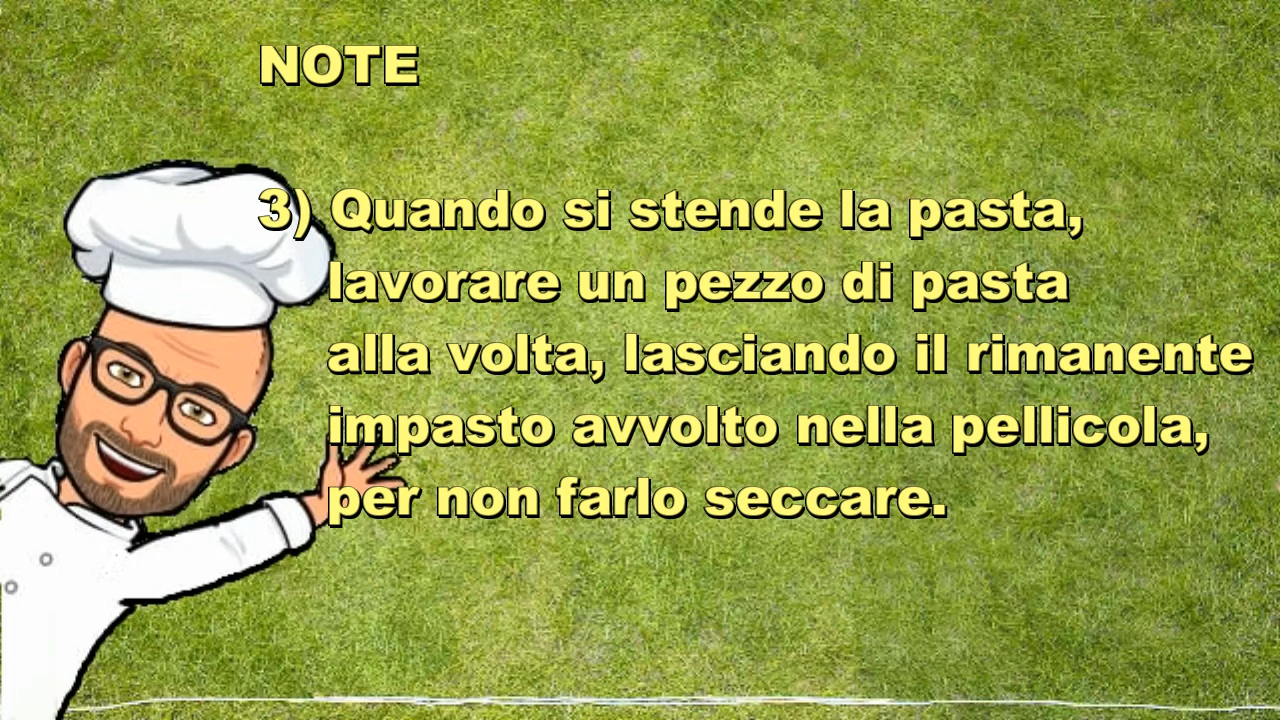 NOTE
3) Quando si stende la pasta,
lavorare un pezzo di pasta
alla volta, lasciando il rimanente
impasto avvolto nella pellicola,
per non farlo seccare.